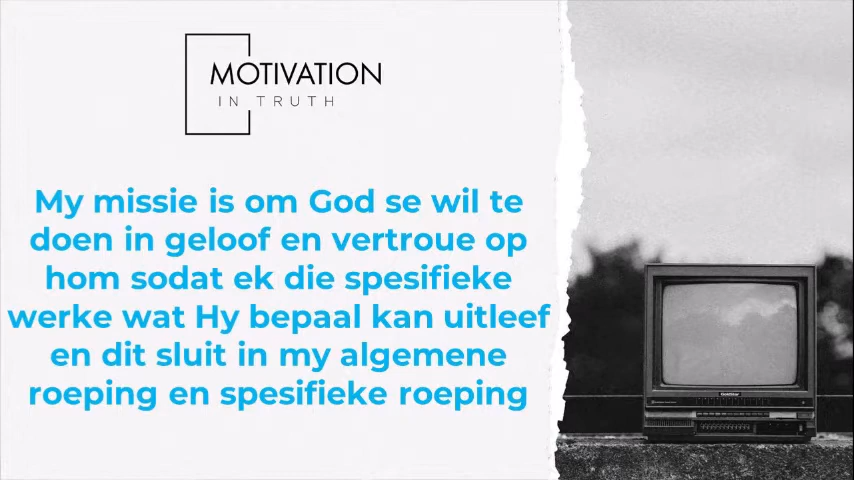 MOTIVATION
IN TRUTH
My missie is om God se wil te
doen in geloof en vertroue op
hom sodat ek die spesifieke
werke wat Hy bepaal kan uitleef
en dit sluit in my algemene
roeping en spesifieke roeping
GoldStar